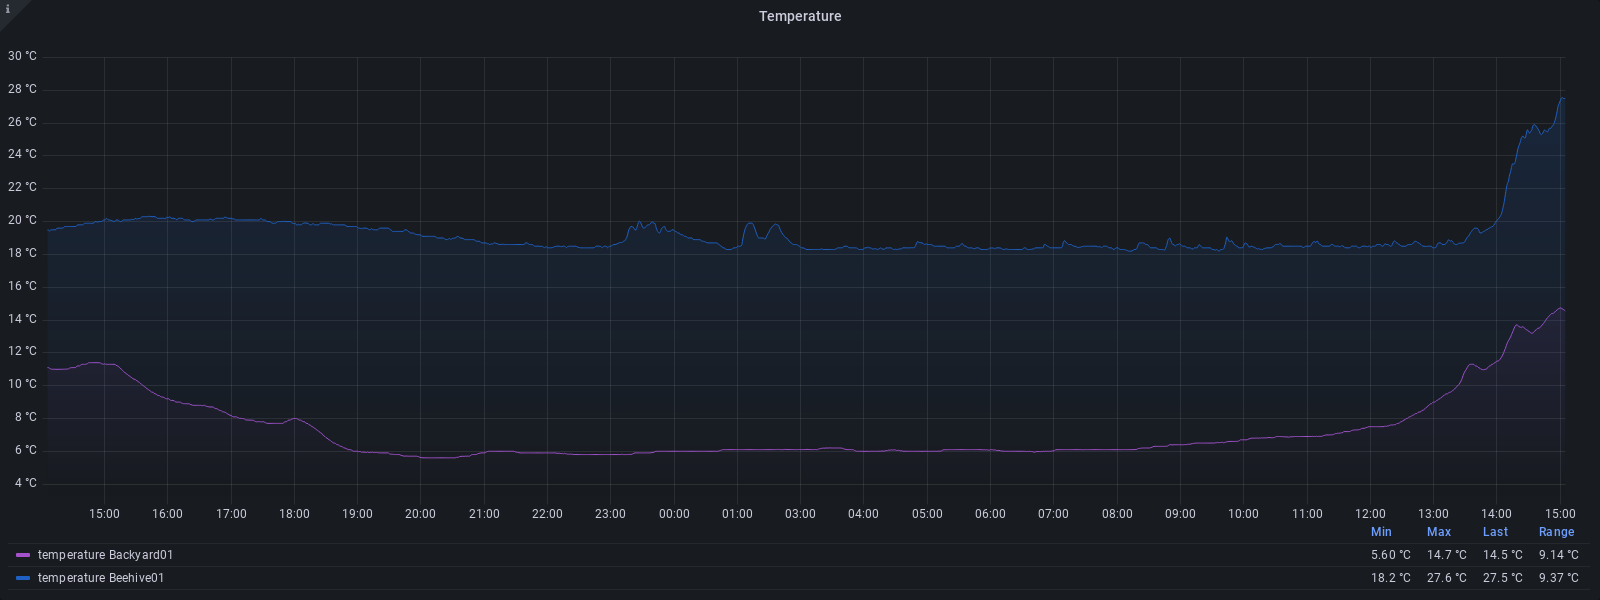 i
Temperature
30 °C
28 °C
26 °C
24 °C
22 °C
20 °C
18 °C
16 °C
14 °C
12 °C
10 °C
8 °C
6 °C
4 °C
15:00 16:00 17:00 18:00 19:00 20:00 21:00 22:00 23:00 00:00 01:00 03:00 04:00 05:00 06:00 07:00 08:00 09:00 10:00 11:00 12:00 13:00 14:00 15:00
Min Max Last Range
temperature Backyard01 5.60 °C 14.7 °C 14.5 °C 9.14 °C
temperature Beehive01 18.2 °C 27.6 °C 27.5 °C 9.37 °C